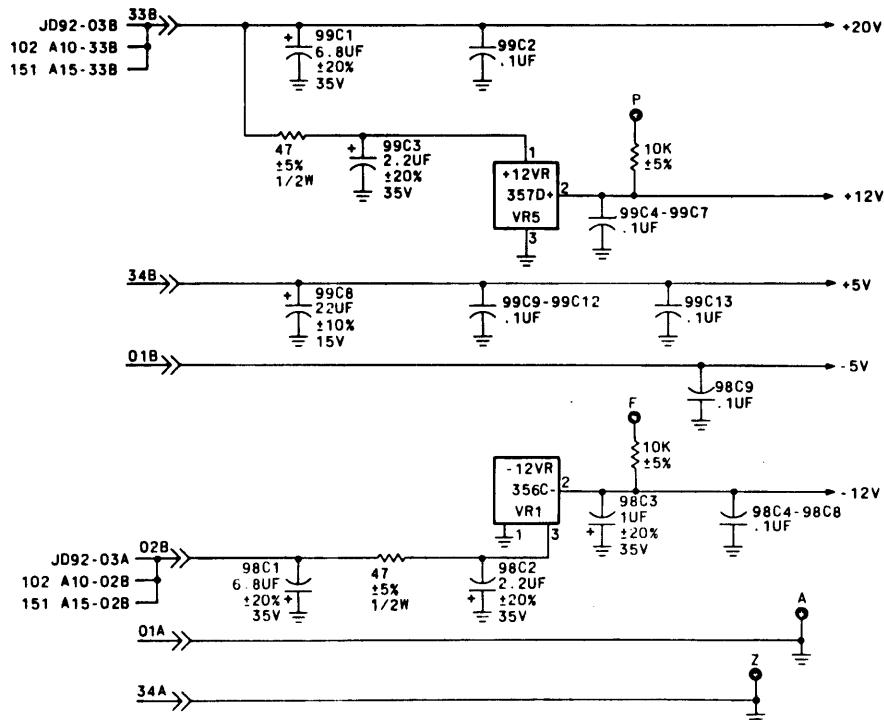 33B
JD92-03B
102 A10-33B
151 A15-33B
+ 99C1
6.8UF
±20%
35V
99C2
.1UF
+20V
47
±5%
1/2W
+ 99C3
2.2UF
±20%
35V
1
+12VR
357D+ 2
VR5
3
P
10K
±5%
99C4-99C7
.1UF
+12V
34B
+ 99C8
22UF
±10%
15V
99C9-99C12
.1UF
99C13
.1UF
+5V
01B
98C9
.1UF
-5V
F
10K
±5%
-12VR
356C- 2
VR1
1 3
98C3
1UF
±20%
+ 35V
98C4-98C8
.1UF
-12V
02B
JD92-03A
102 A10-02B
151 A15-02B
98C1
6.8UF
±20% +
35V
47
±5%
1/2W
98C2
2.2UF
+ ±20%
35V
01A
A
34A
Z